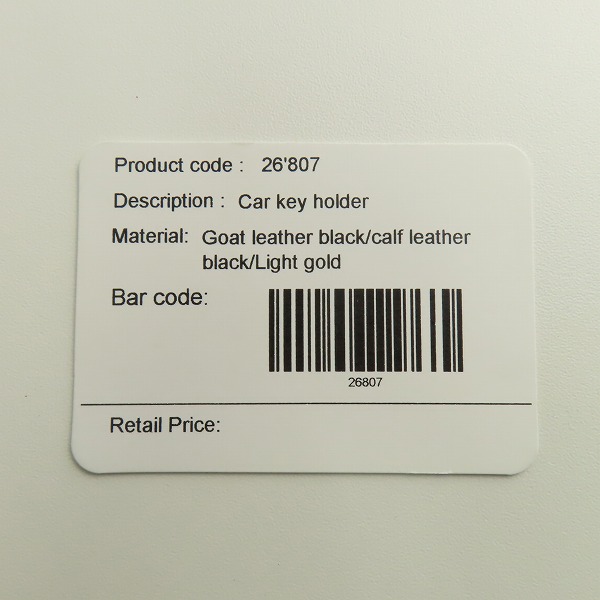 Product code : 26'807
Description : Car key holder
Material: Goat leather black/calf leather
black/Light gold
Bar code:
26807
Retail Price: